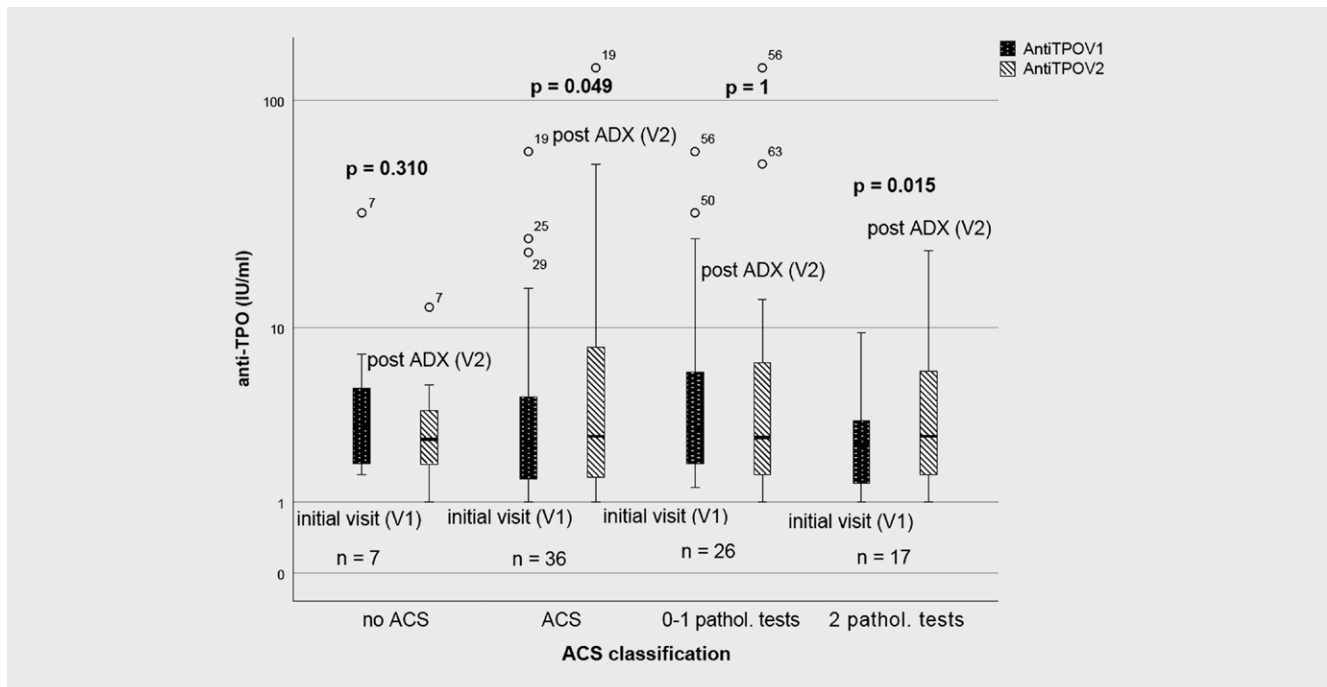 AntiTPOV1
AntiTPOV2
19
56
p = 0.049
p = 1
100
19
post ADX (V2)
56
63
p = 0.310
p = 0.015
7
50
25
29
post ADX (V2)
post ADX (V2)
7
10
post ADX (V2)
anti-TPO (IU/ml)
1
initial visit (V1)
initial visit (V1)
initial visit (V1)
initial visit (V1)
n = 7
n = 36
n = 26
n = 17
0
no ACS
ACS
0-1 pathol. tests
2 pathol. tests
ACS classification